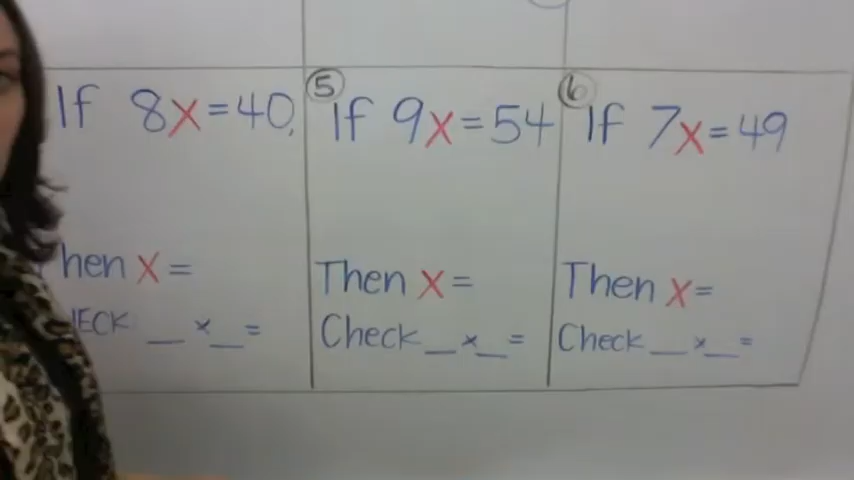 If 8x=40,
hen x=
HECK __ x __ =
5
If 9x=54
Then x=
Check __ x __ =
6
If 7x=49
Then x=
Check __ x __ =